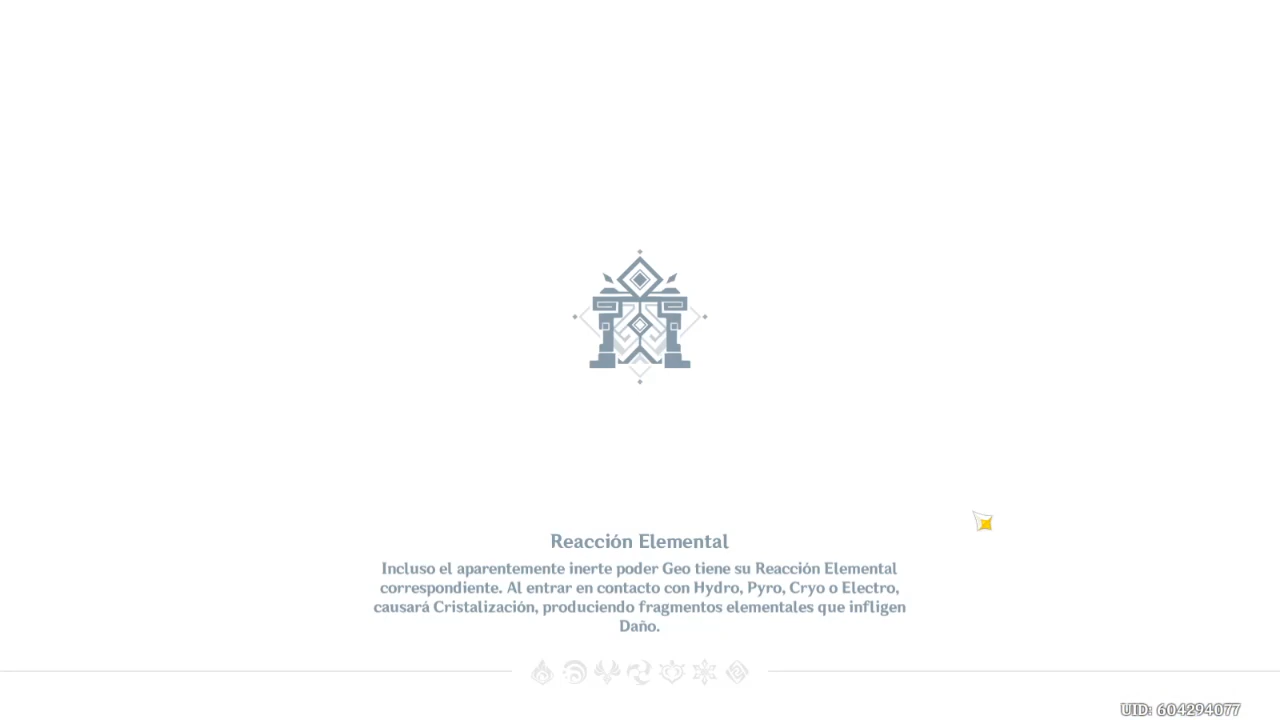 Reacción Elemental
Incluso el aparentemente inerte poder Geo tiene su Reacción Elemental
correspondiente. Al entrar en contacto con Hydro, Pyro, Cryo o Electro,
causará Cristalización, produciendo fragmentos elementales que infligen
Daño.
UID: 604294077